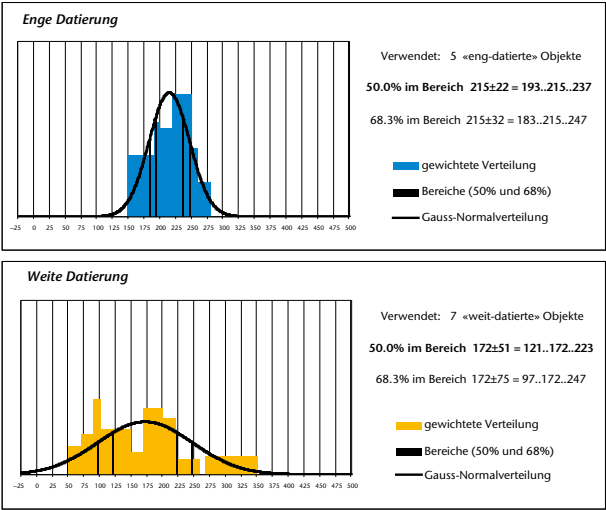 Enge Datierung
Verwendet: 5 «eng-datierte» Objekte
50.0% im Bereich 215±22 = 193..215..237
68.3% im Bereich 215±32 = 183..215..247
gewichtete Verteilung
Bereiche (50% und 68%)
Gauss-Normalverteilung
−25 0 25 50 75 100 125 150 175 200 225 250 275 300 325 350 375 400 425 450 475 500
Weite Datierung
Verwendet: 7 «weit-datierte» Objekte
50.0% im Bereich 172±51 = 121..172..223
68.3% im Bereich 172±75 = 97..172..247
gewichtete Verteilung
Bereiche (50% und 68%)
Gauss-Normalverteilung
−25 0 25 50 75 100 125 150 175 200 225 250 275 300 325 350 375 400 425 450 475 500